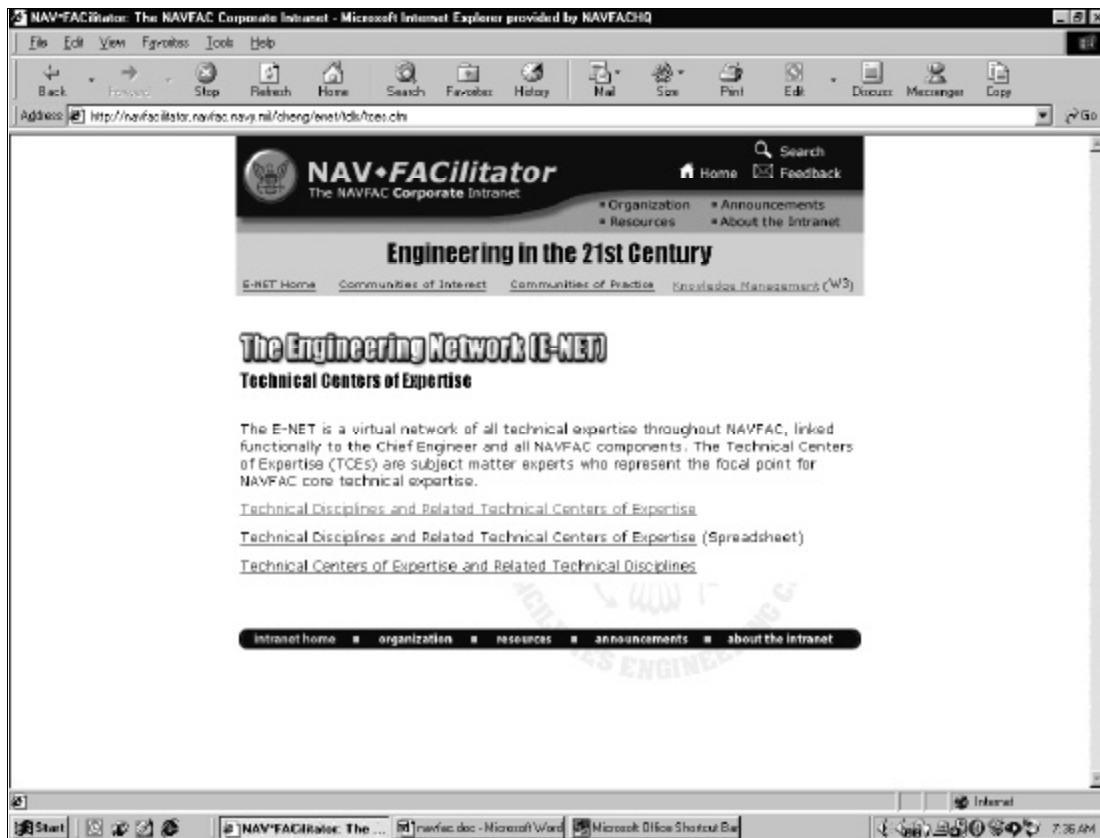 NAV*FACilitator: The NAVFAC Corporate Intranet - Microsoft Internet Explorer provided by NAVFACHQ
File Edit View Favorites Tools Help
Back Forward Stop Refresh Home Search Favorites History Mail Size Print Edit Discuss Messenger Copy
Address http://navfacilitator.navfac.navy.mil/cheng/enet/tdls/tces.cfm Go
Search
NAV•FACilitator Home Feedback
The NAVFAC Corporate Intranet
Organization Announcements
Resources About the Intranet
Engineering in the 21st Century
E-NET Home Communities of Interest Communities of Practice Knowledge Management (W3)
The Engineering Network (E-NET)
Technical Centers of Expertise
The E-NET is a virtual network of all technical expertise throughout NAVFAC, linked
functionally to the Chief Engineer and all NAVFAC components. The Technical Centers
of Expertise (TCEs) are subject matter experts who represent the focal point for
NAVFAC core technical expertise.
Technical Disciplines and Related Technical Centers of Expertise
Technical Disciplines and Related Technical Centers of Expertise (Spreadsheet)
Technical Centers of Expertise and Related Technical Disciplines
intranet home organization resources announcements about the intranet
ES ENGINEE
Internet
Start NAV*FACilitator: The ... navfac.doc - Microsoft Word Microsoft Office Shortcut Bar 7:36 AM